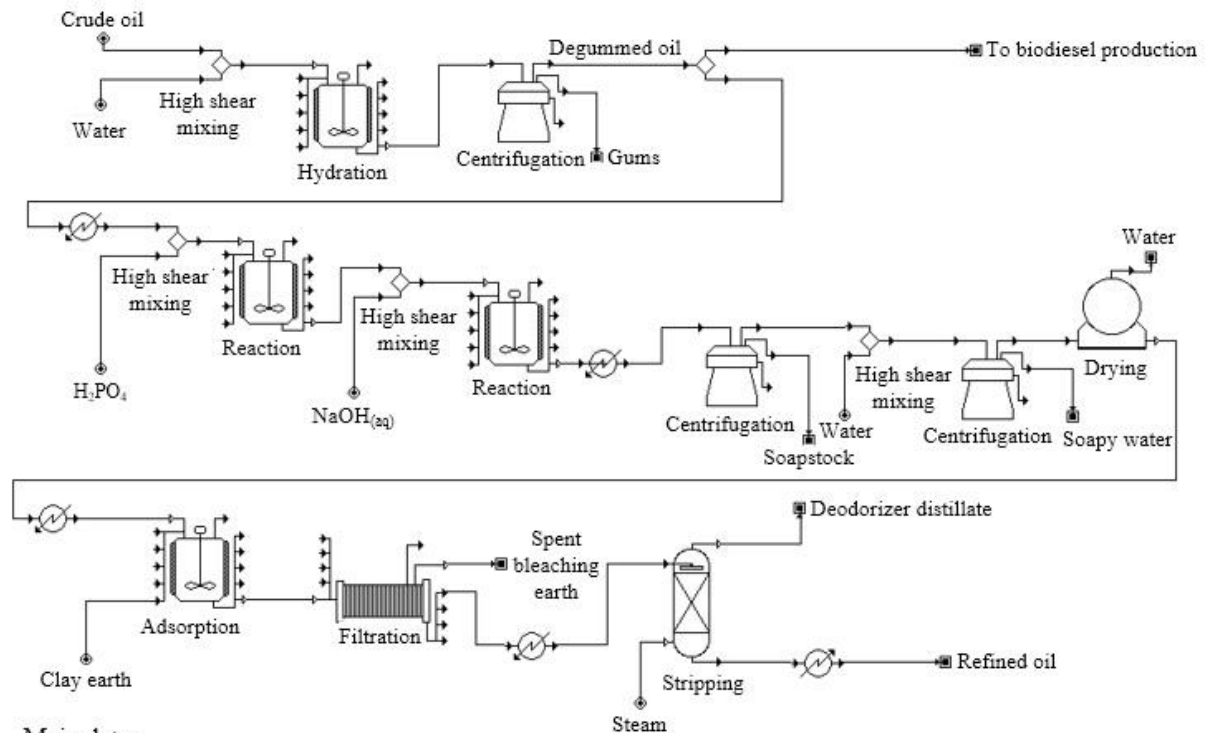 Crude oil
Water
High shear
mixing
Hydration
Degummed oil
Centrifugation
Gums
To biodiesel production
High shear
mixing
H₂PO₄
Reaction
High shear
mixing
NaOH(aq)
Reaction
Centrifugation
Soapstock
Water
High shear
mixing
Centrifugation
Soapy water
Water
Drying
Clay earth
Adsorption
Filtration
Spent
bleaching
earth
Deodorizer distillate
Stripping
Steam
Refined oil